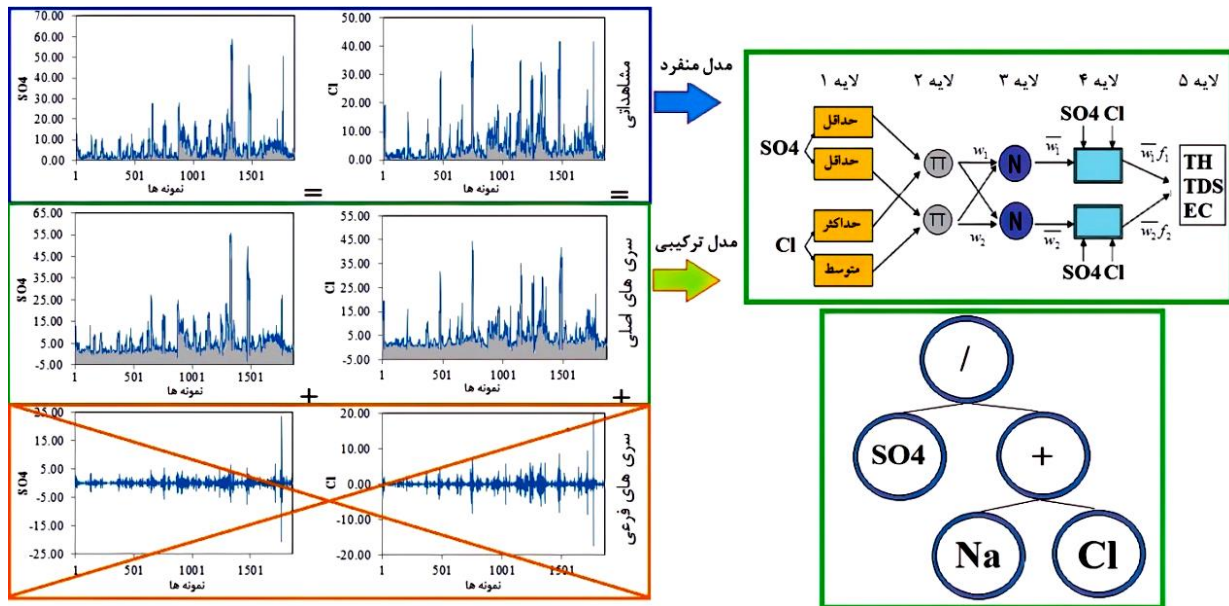 70.00
60.00
50.00
40.00
30.00
20.00
10.00
0.00
SO4
1 501 1001 1501
نمونه ها
=
50.00
40.00
30.00
20.00
10.00
0.00
Cl
1 501 1001 1501
نمونه ها
=
مشاهداتی
65.00
55.00
45.00
35.00
25.00
15.00
5.00
-5.00
SO4
1 501 1001 1501
نمونه ها
+
55.00
45.00
35.00
25.00
15.00
5.00
-5.00
Cl
1 501 1001 1501
نمونه ها
+
سری های اصلی
25.00
15.00
5.00
-5.00
-15.00
-25.00
SO4
1 501 1001 1501
نمونه ها
20.00
10.00
0.00
-10.00
-20.00
Cl
1 501 1001 1501
نمونه ها
سری های فرعی
مدل منفرد
مدل ترکیبی
لایه ۱ لایه ۲ لایه ۳ لایه ۴ لایه ۵
SO4 Cl
SO4
حداقل
حداقل
Cl
حداکثر
متوسط
π
π
w₁
w₂
N
N
w̅₁
w̅₂
w̅₁f₁
w̅₂f₂
SO4 Cl
TH
TDS
EC
/
SO4 +
Na Cl